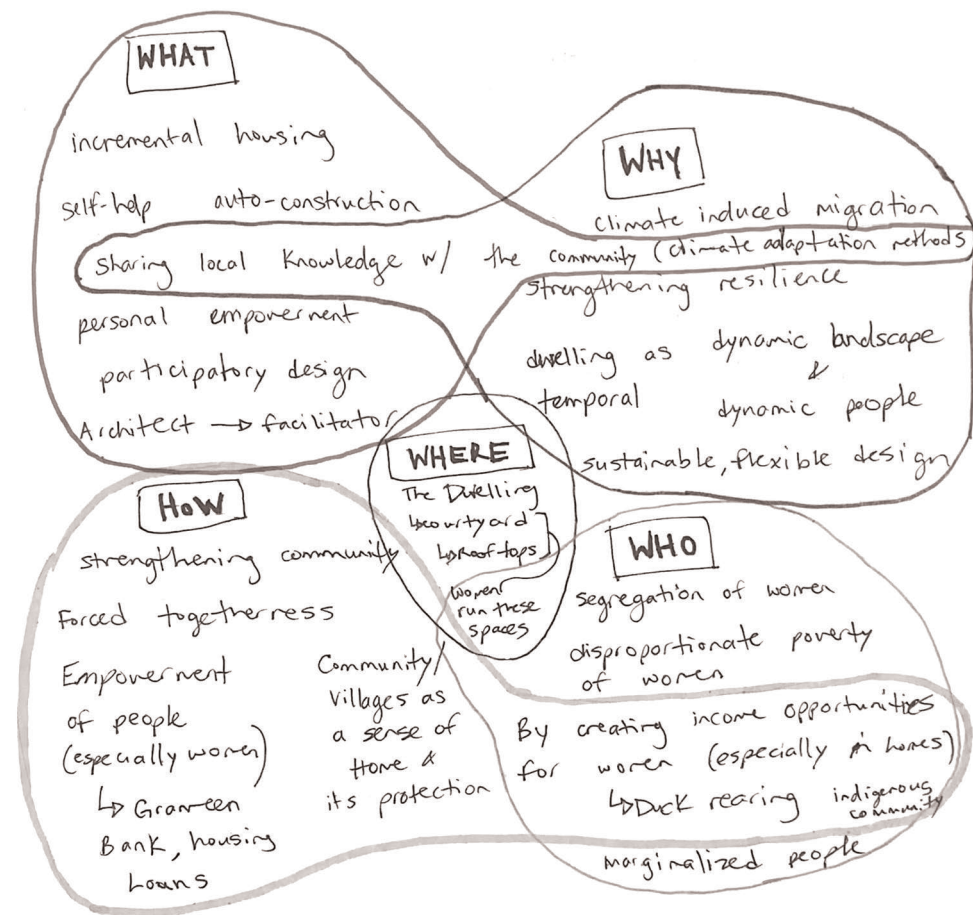 WHAT
incremental housing
self-help auto-construction
Sharing local Knowledge w/ the community (climate adaptation methods
personal empowerment
participatory design
Architect → facilitator
WHY
climate induced migration
strengthening resilience
dwelling as temporal
dynamic landscape
&
dynamic people
sustainable, flexible design
WHERE
The Dwelling
↳courtyard
↳Rooftops
women run these
spaces
HOW
strengthening community
Forced togetherness
Empowerment
of people
(especially women)
↳ Grameen
Bank, housing
Loans
Community/
villages as
a sense of
Home &
its protection
WHO
segregation of women
disproportionate poverty
of women
By creating income opportunities
for women (especially in homes)
↳Duck rearing
indigenous
community
marginalized people